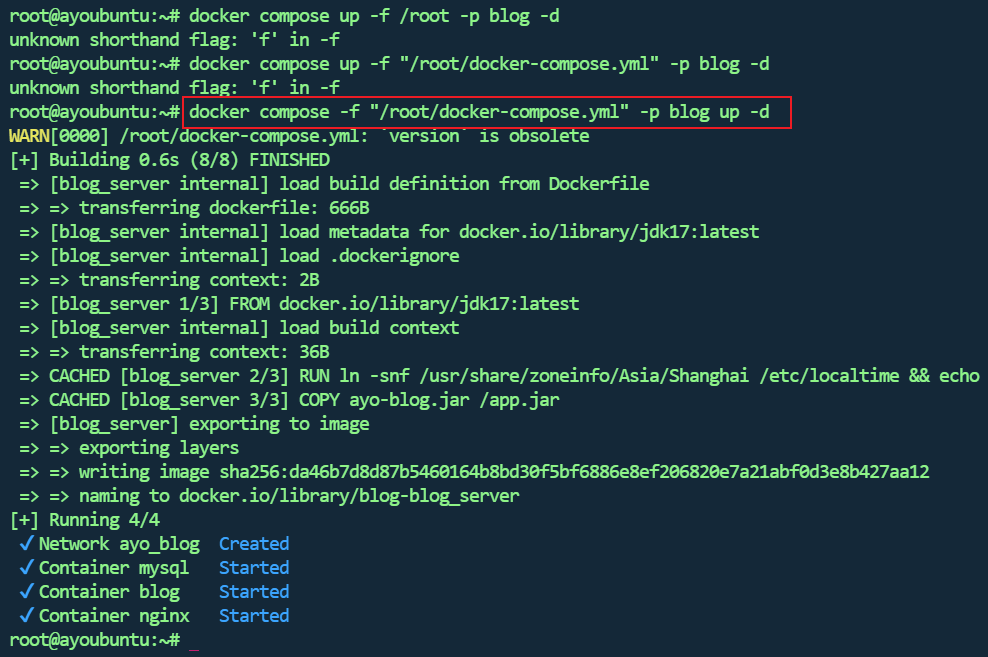 root@ayoubuntu:~# docker compose up -f /root -p blog -d
unknown shorthand flag: 'f' in -f
root@ayoubuntu:~# docker compose up -f "/root/docker-compose.yml" -p blog -d
unknown shorthand flag: 'f' in -f
root@ayoubuntu:~# docker compose -f "/root/docker-compose.yml" -p blog up -d
WARN[0000] /root/docker-compose.yml: `version` is obsolete
[+] Building 0.6s (8/8) FINISHED
=> [blog_server internal] load build definition from Dockerfile
=> => transferring dockerfile: 666B
=> [blog_server internal] load metadata for docker.io/library/jdk17:latest
=> [blog_server internal] load .dockerignore
=> => transferring context: 2B
=> [blog_server 1/3] FROM docker.io/library/jdk17:latest
=> [blog_server internal] load build context
=> => transferring context: 36B
=> CACHED [blog_server 2/3] RUN ln -snf /usr/share/zoneinfo/Asia/Shanghai /etc/localtime && echo
=> CACHED [blog_server 3/3] COPY ayo-blog.jar /app.jar
=> [blog_server] exporting to image
=> => exporting layers
=> => writing image sha256:da46b7d8d87b5460164b8bd30f5bf6886e8ef206820e7a21abf0d3e8b427aa12
=> => naming to docker.io/library/blog-blog_server
[+] Running 4/4
✓ Network ayo_blog Created
✓ Container mysql Started
✓ Container blog Started
✓ Container nginx Started
root@ayoubuntu:~# _